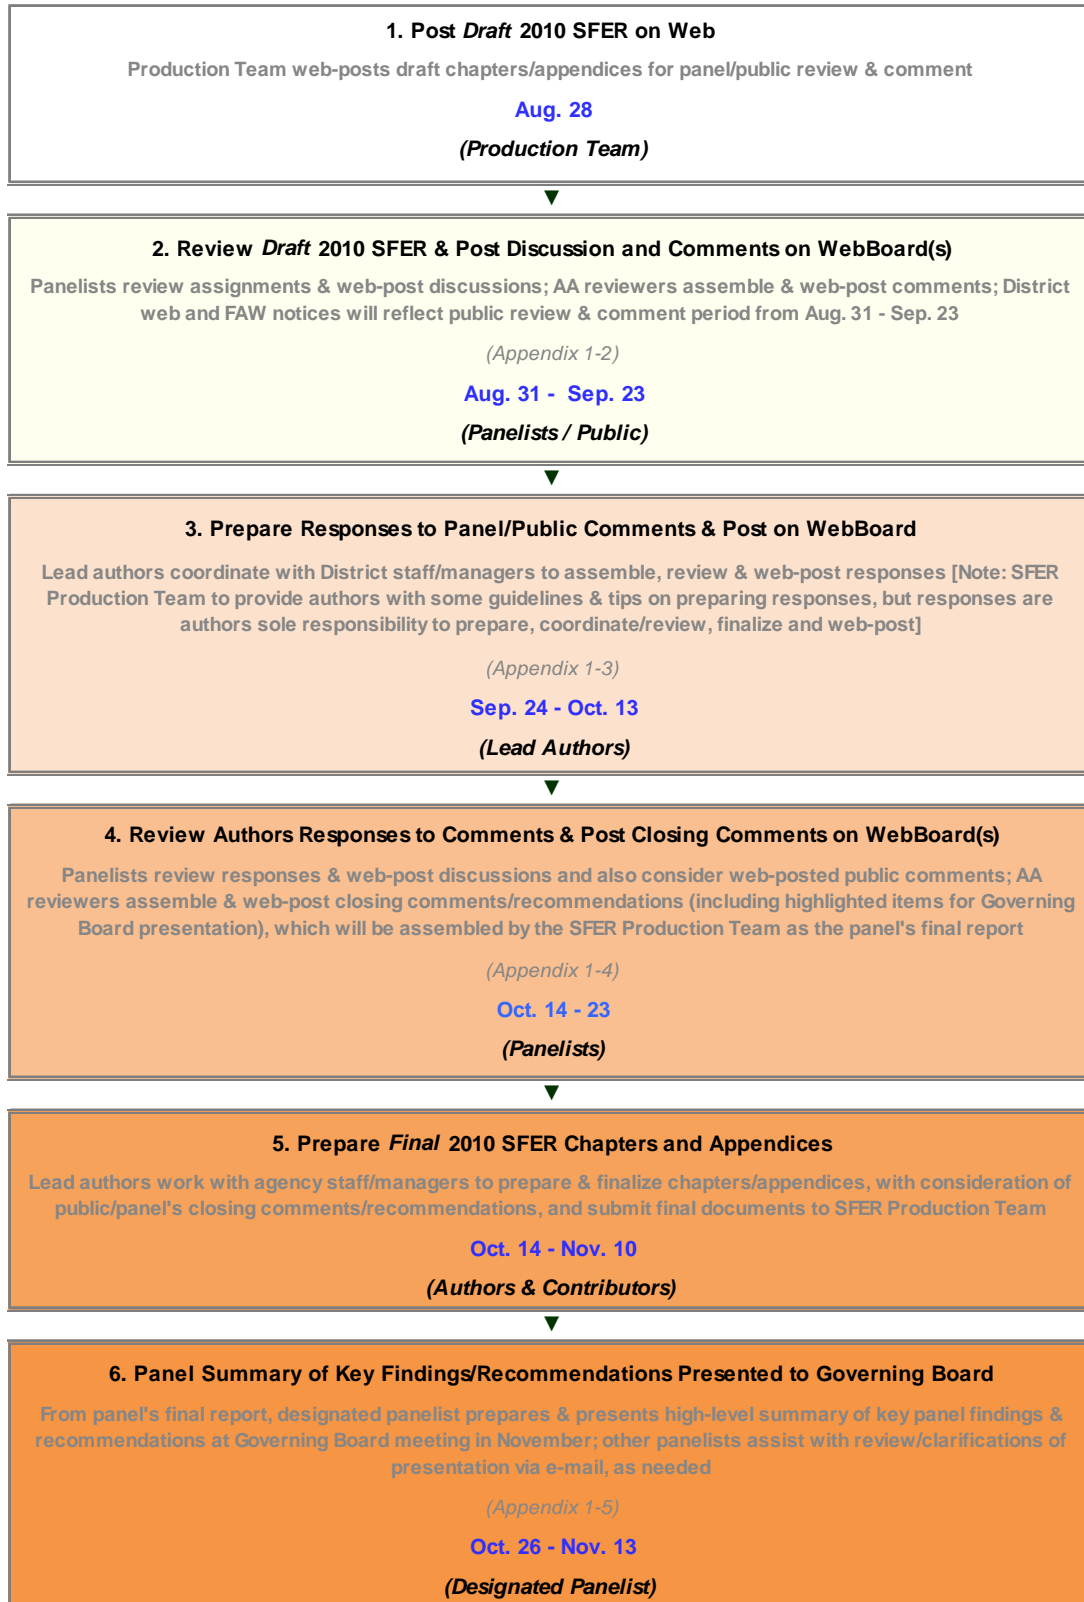 1. Post Draft 2010 SFER on Web
Production Team web-posts draft chapters/appendices for panel/public review & comment
Aug. 28
(Production Team)
▼
2. Review Draft 2010 SFER & Post Discussion and Comments on WebBoard(s)
Panelists review assignments & web-post discussions; AA reviewers assemble & web-post comments; District
web and FAW notices will reflect public review & comment period from Aug. 31 - Sep. 23
(Appendix 1-2)
Aug. 31 - Sep. 23
(Panelists / Public)
▼
3. Prepare Responses to Panel/Public Comments & Post on WebBoard
Lead authors coordinate with District staff/managers to assemble, review & web-post responses [Note: SFER
Production Team to provide authors with some guidelines & tips on preparing responses, but responses are
authors sole responsibility to prepare, coordinate/review, finalize and web-post]
(Appendix 1-3)
Sep. 24 - Oct. 13
(Lead Authors)
▼
4. Review Authors Responses to Comments & Post Closing Comments on WebBoard(s)
Panelists review responses & web-post discussions and also consider web-posted public comments; AA
reviewers assemble & web-post closing comments/recommendations (including highlighted items for Governing
Board presentation), which will be assembled by the SFER Production Team as the panel's final report
(Appendix 1-4)
Oct. 14 - 23
(Panelists)
▼
5. Prepare Final 2010 SFER Chapters and Appendices
Lead authors work with agency staff/managers to prepare & finalize chapters/appendices, with consideration of
public/panel's closing comments/recommendations, and submit final documents to SFER Production Team
Oct. 14 - Nov. 10
(Authors & Contributors)
▼
6. Panel Summary of Key Findings/Recommendations Presented to Governing Board
From panel's final report, designated panelist prepares & presents high-level summary of key panel findings &
recommendations at Governing Board meeting in November; other panelists assist with review/clarifications of
presentation via e-mail, as needed
(Appendix 1-5)
Oct. 26 - Nov. 13
(Designated Panelist)